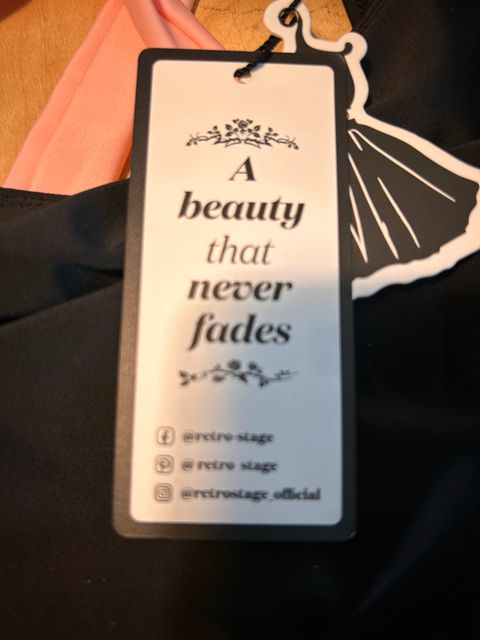 A
beauty
that
never
fades
@retro-stage
@ retro stage
@retrostage_official